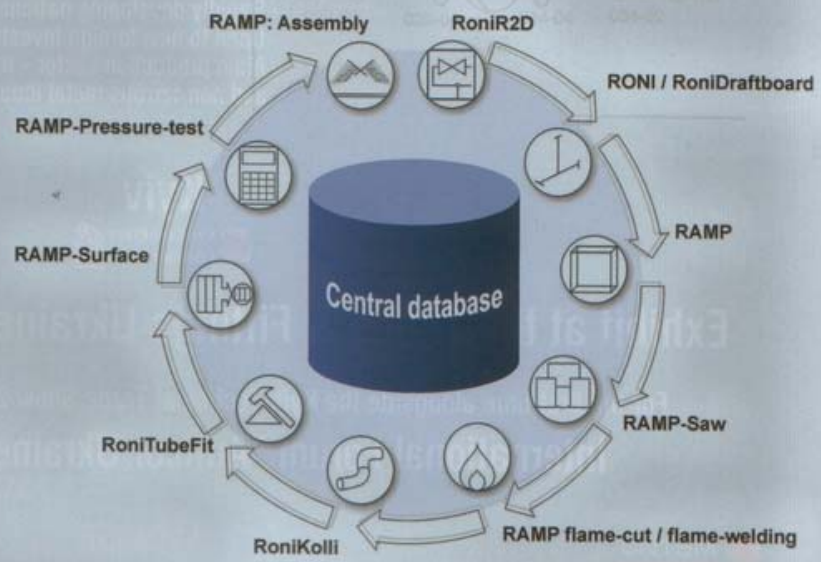 RAMP: Assembly
RoniR2D
RONI / RoniDraftboard
RAMP-Pressure-test
RAMP
RAMP-Surface
Central database
RAMP-Saw
RoniTubeFit
RAMP flame-cut / flame-welding
RoniKolli